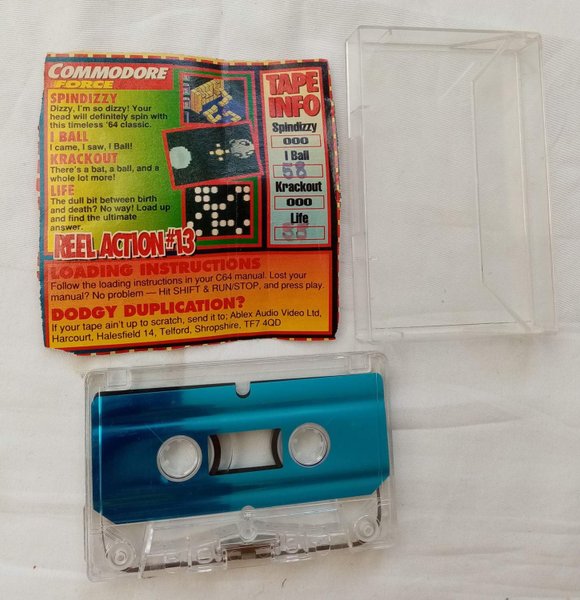 COMMODORE
FORCE
SPINDIZZY
Dizzy, I'm so dizzy! Your
head will definitely spin with
this timeless '64 classic.
I BALL
I came, I saw, I Ball!
KRACKOUT
There's a bat, a ball, and a
whole lot more!
LIFE
The dull bit between birth
and death? No way! Load up
and find the ultimate
answer.
REEL ACTION #13
TAPE
INFO
Spindizzy
000
I Ball
58
Krackout
000
Life
58
LOADING INSTRUCTIONS
Follow the loading instructions in your C64 manual. Lost your
manual? No problem — Hit SHIFT & RUN/STOP, and press play.
DODGY DUPLICATION?
If your tape ain't up to scratch, send it to; Ablex Audio Video Ltd,
Harcourt, Halesfield 14, Telford, Shropshire, TF7 4QD